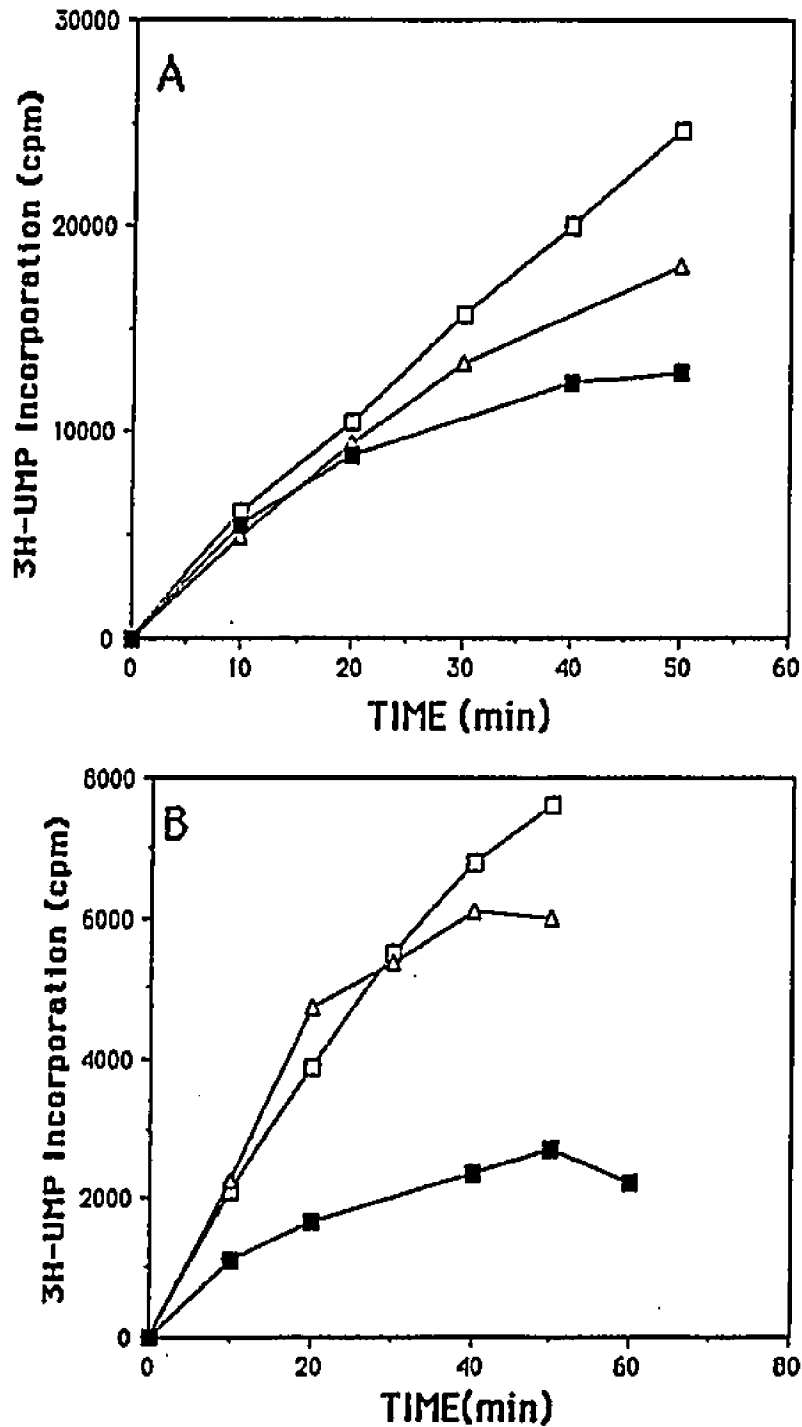 A
30000
20000
10000
0
0 10 20 30 40 50 60
3H-UMP Incorporation (cpm)
TIME (min)
B
8000
6000
4000
2000
0
0 20 40 60 80
3H-UMP Incorporation (cpm)
TIME(min)